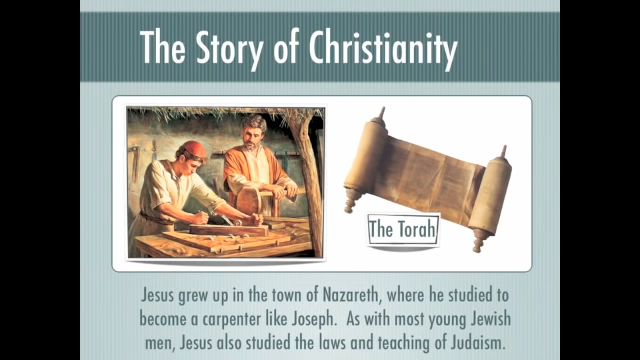 The Story of Christianity
The Torah
Jesus grew up in the town of Nazareth, where he studied to
become a carpenter like Joseph. As with most young Jewish
men, Jesus also studied the laws and teaching of Judaism.